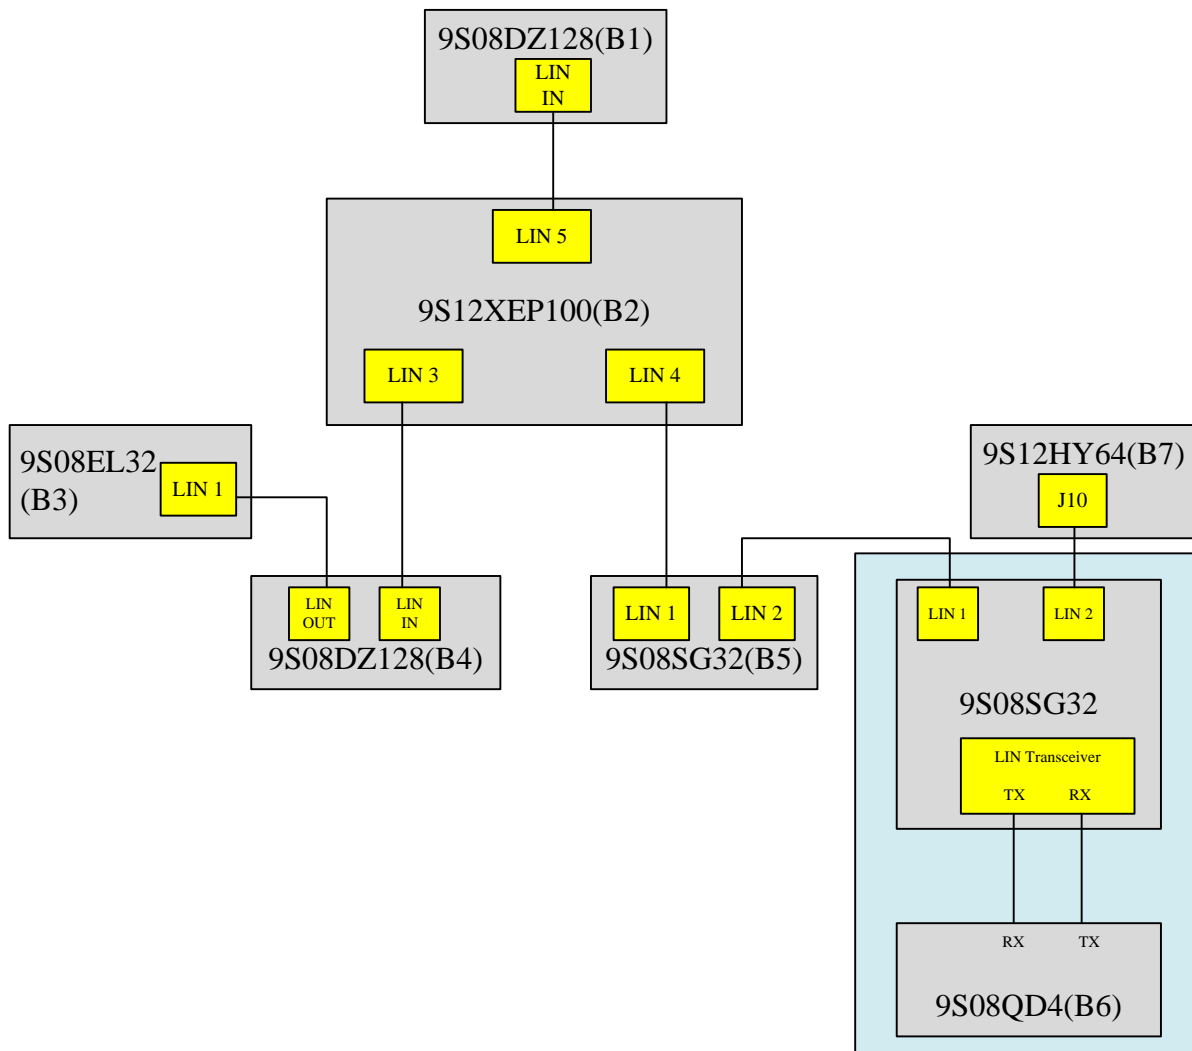 9S08DZ128(B1)
LIN
IN
LIN 5
9S12XEP100(B2)
LIN 3
LIN 4
9S08EL32
(B3)
LIN 1
9S12HY64(B7)
J10
LIN
OUT
LIN
IN
9S08DZ128(B4)
LIN 1
LIN 2
9S08SG32(B5)
LIN 1
LIN 2
9S08SG32
LIN Transceiver
TX
RX
RX
TX
9S08QD4(B6)